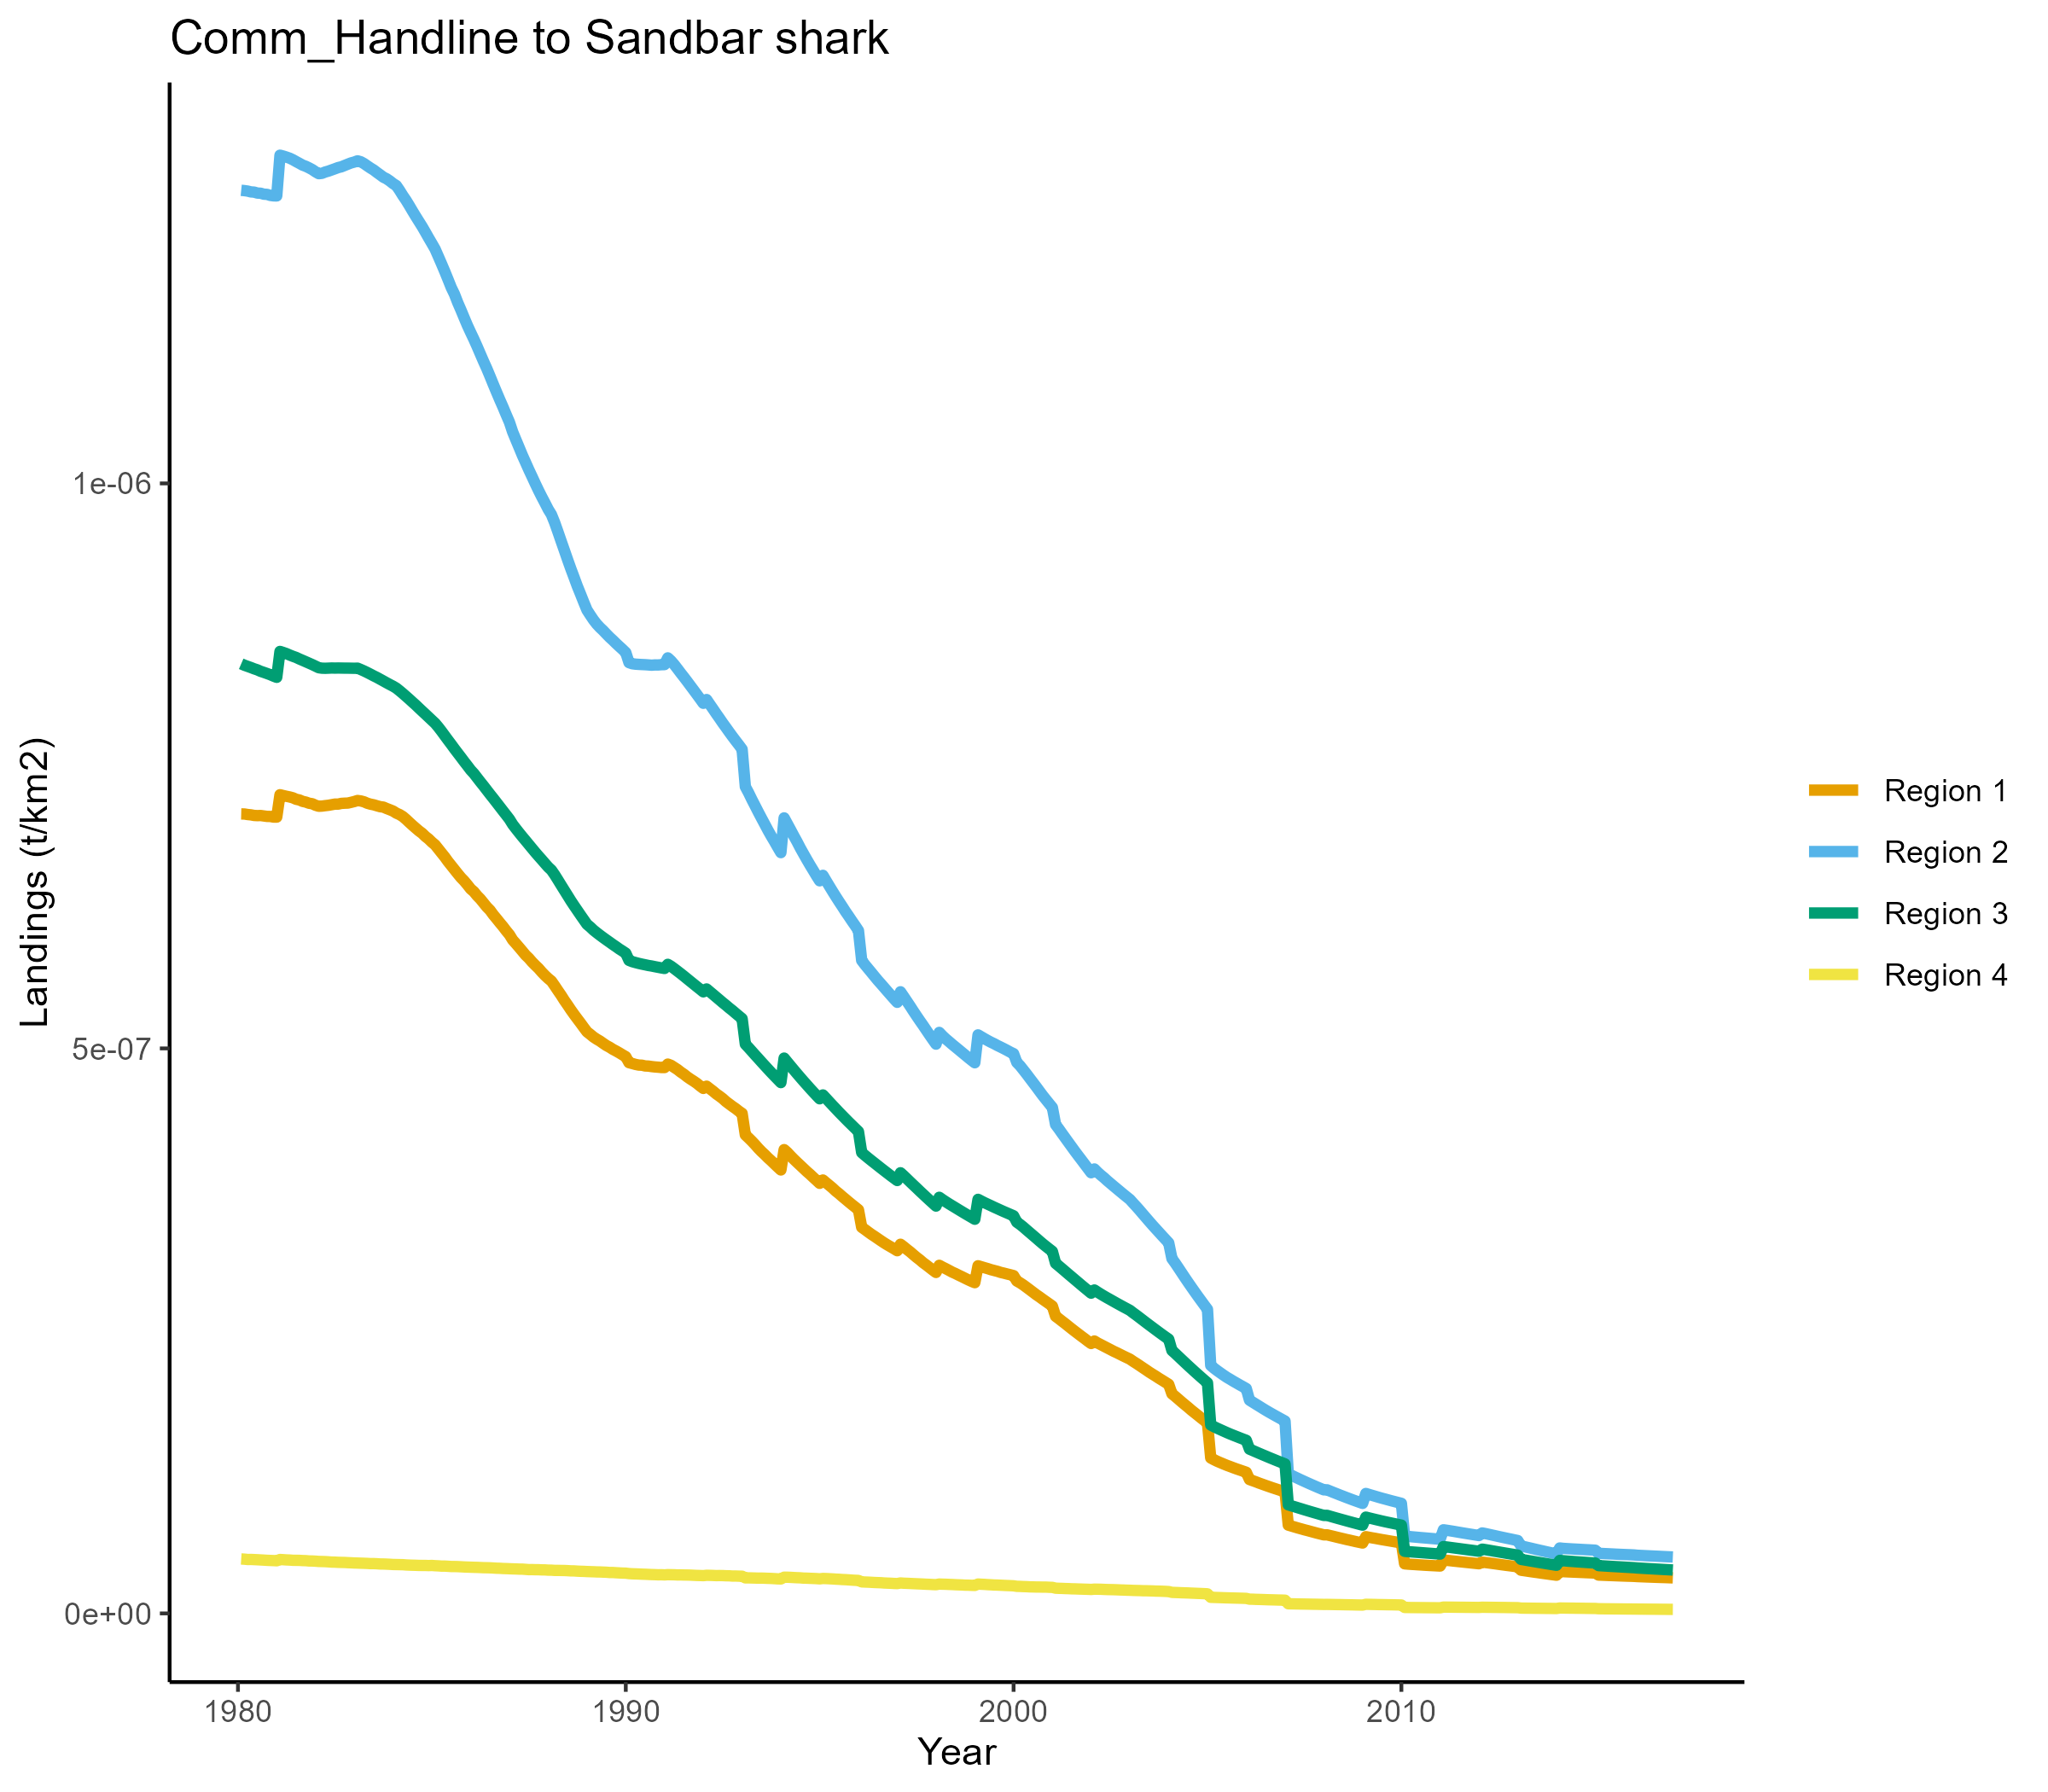 Comm_Handline to Sandbar shark
Landings (t/km2)
1e-06
5e-07
0e+00
1980
1990
2000
2010
Year
Region 1
Region 2
Region 3
Region 4